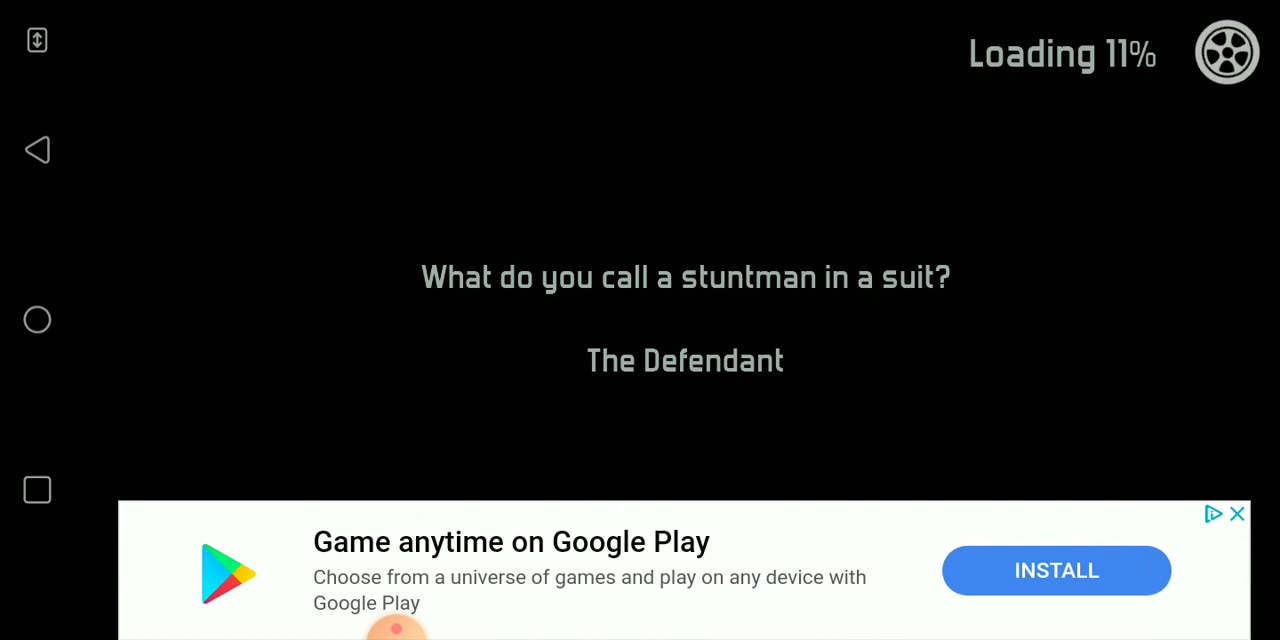 Loading 11%
What do you call a stuntman in a suit?
The Defendant
Game anytime on Google Play
Choose from a universe of games and play on any device with
Google Play
INSTALL